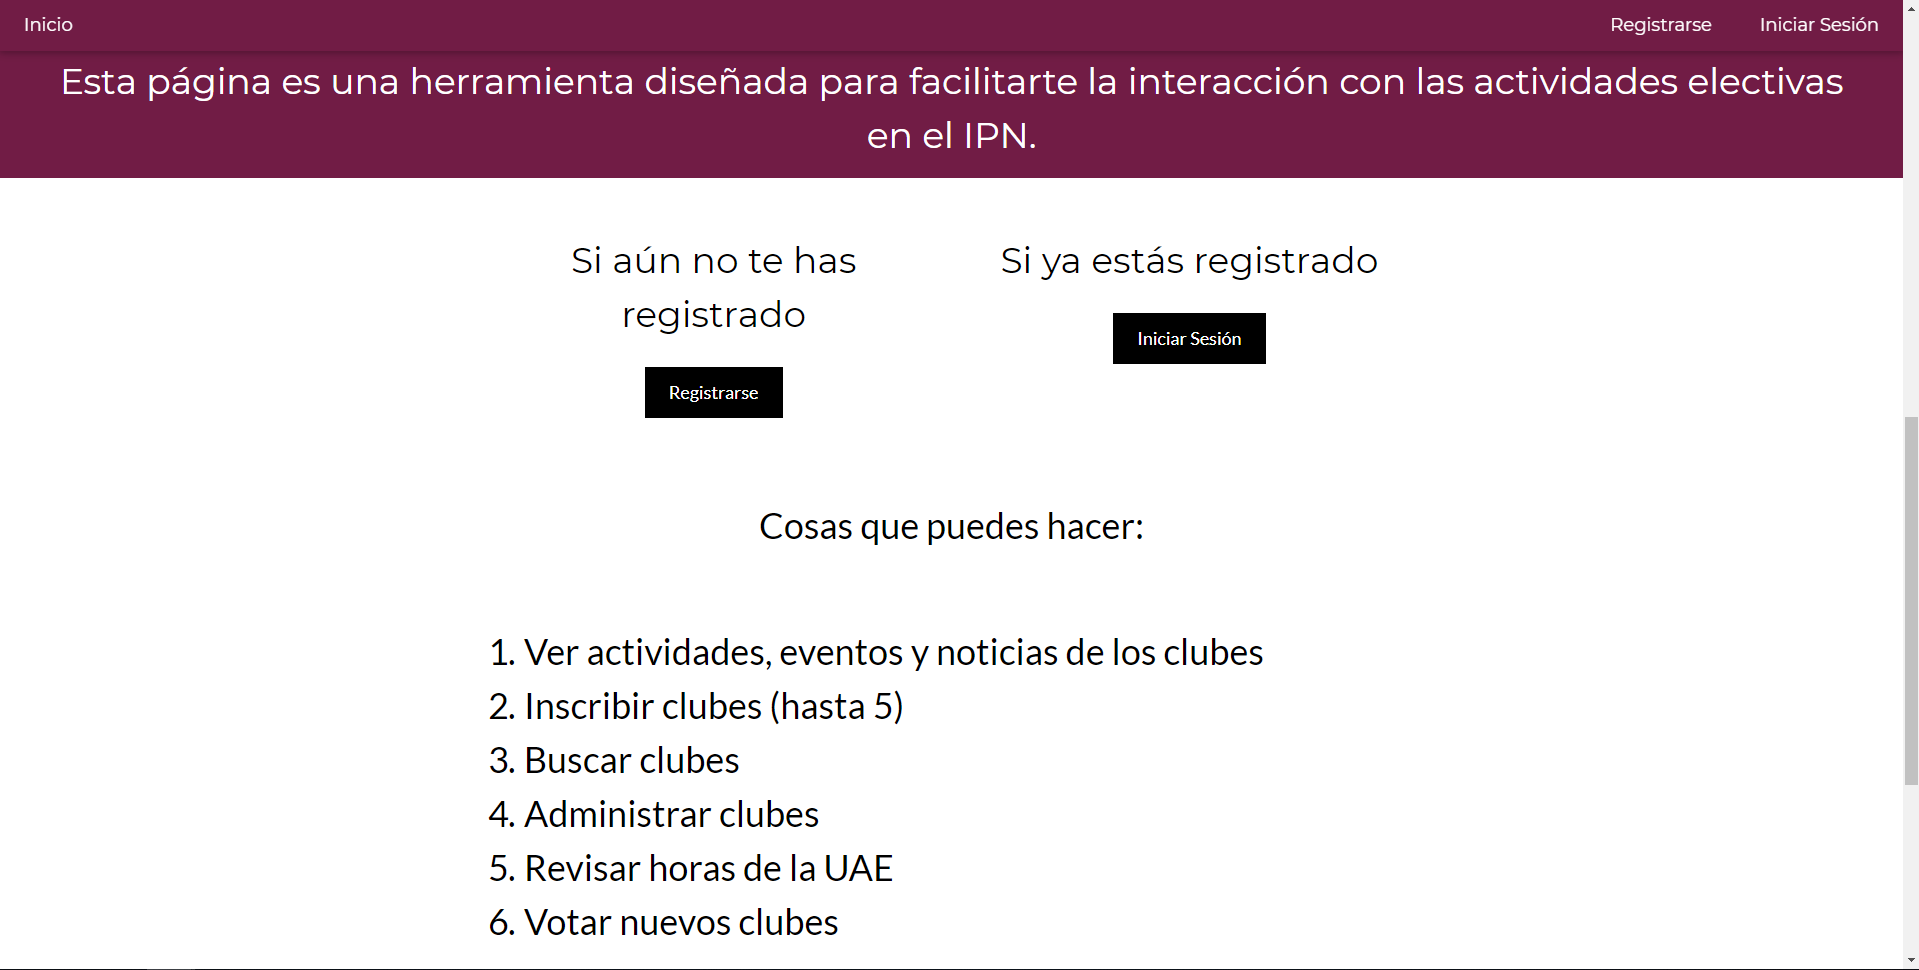 Inicio
Registrarse
Iniciar Sesión
Esta página es una herramienta diseñada para facilitarte la interacción con las actividades electivas
en el IPN.
Si aún no te has
registrado
Registrarse
Si ya estás registrado
Iniciar Sesión
Cosas que puedes hacer:
1. Ver actividades, eventos y noticias de los clubes
2. Inscribir clubes (hasta 5)
3. Buscar clubes
4. Administrar clubes
5. Revisar horas de la UAE
6. Votar nuevos clubes